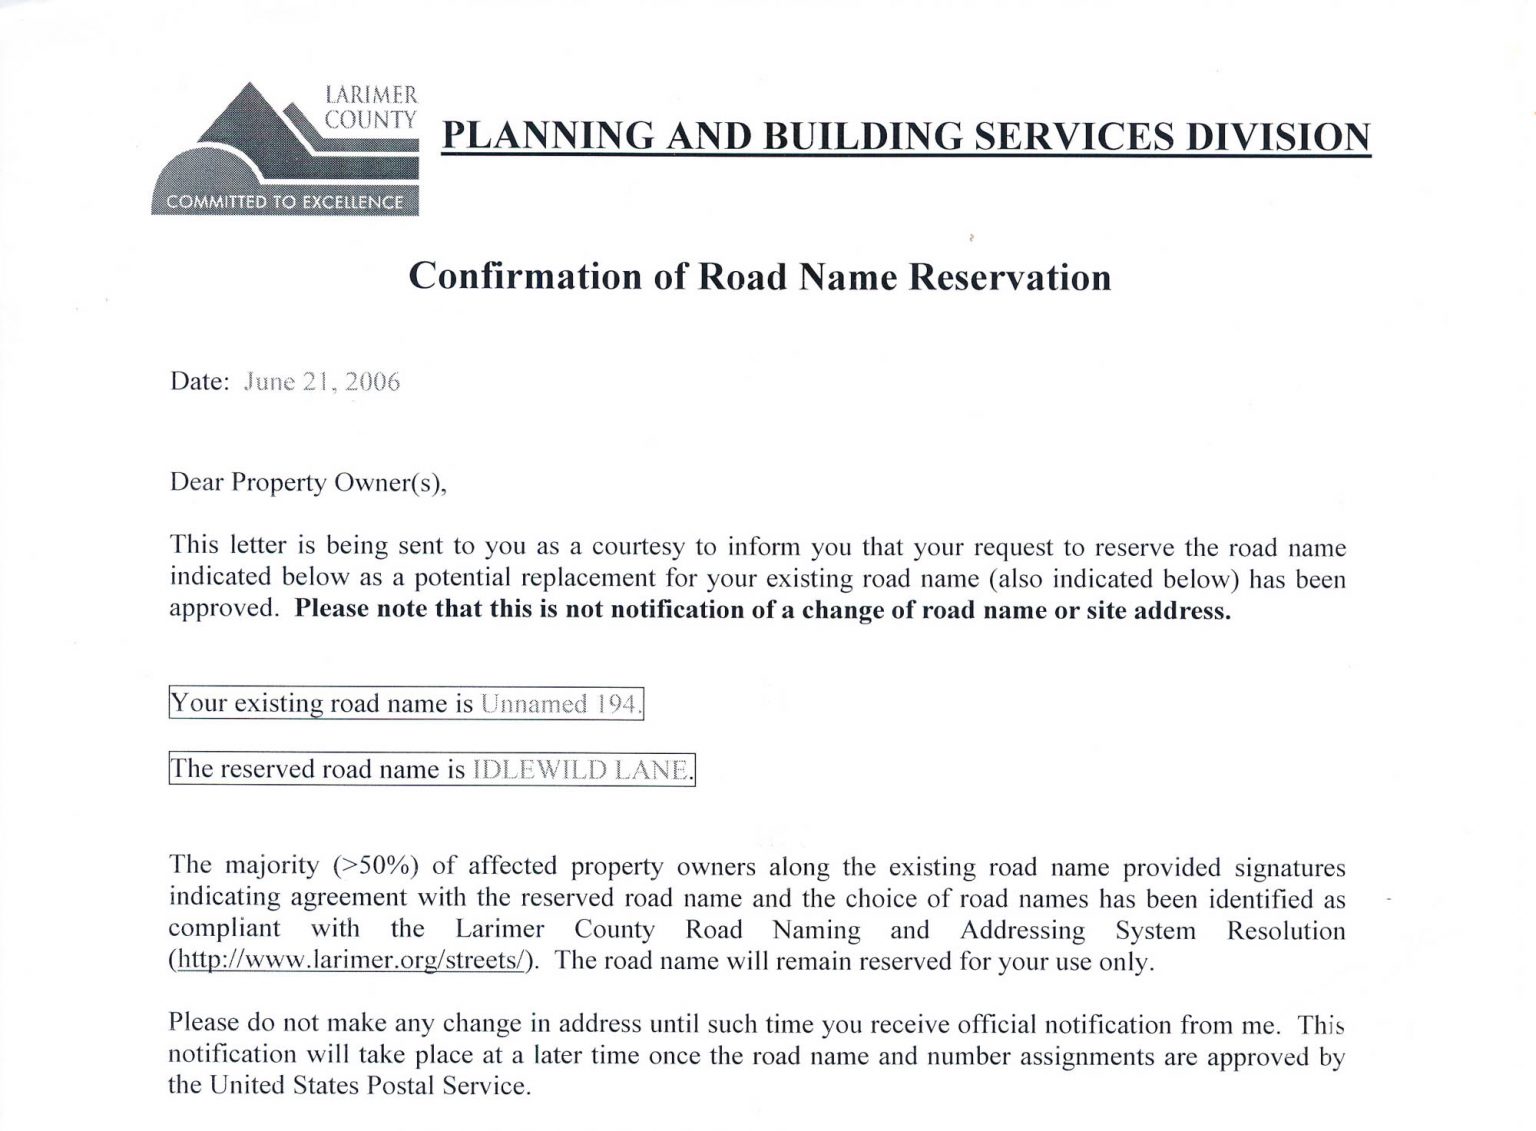 LARIMER
COUNTY
COMMITTED TO EXCELLENCE
PLANNING AND BUILDING SERVICES DIVISION
Confirmation of Road Name Reservation
Date: June 21, 2006
Dear Property Owner(s),
This letter is being sent to you as a courtesy to inform you that your request to reserve the road name
indicated below as a potential replacement for your existing road name (also indicated below) has been
approved. Please note that this is not notification of a change of road name or site address.
Your existing road name is Unnamed 194.
The reserved road name is IDLEWILD LANE.
The majority (>50%) of affected property owners along the existing road name provided signatures
indicating agreement with the reserved road name and the choice of road names has been identified as
compliant with the Larimer County Road Naming and Addressing System Resolution
(http://www.larimer.org/streets/). The road name will remain reserved for your use only.
Please do not make any change in address until such time you receive official notification from me. This
notification will take place at a later time once the road name and number assignments are approved by
the United States Postal Service.